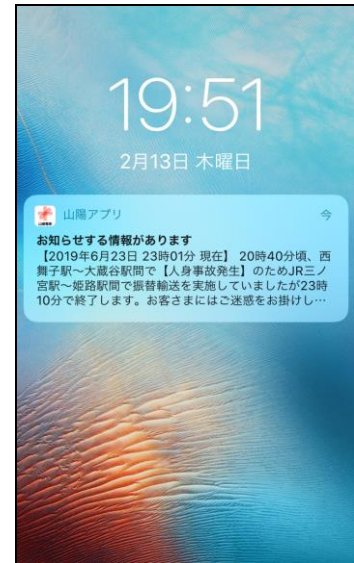 19:51
2月13日 木曜日
山陽アプリ 今
お知らせする情報があります
【2019年6月23日 23時01分 現在】 20時40分頃、西
舞子駅〜大蔵谷駅間で【人身事故発生】のためJR三ノ
宮駅〜姫路駅間で振替輸送を実施していましたが23時
10分で終了します。お客さまにはご迷惑をお掛けし…